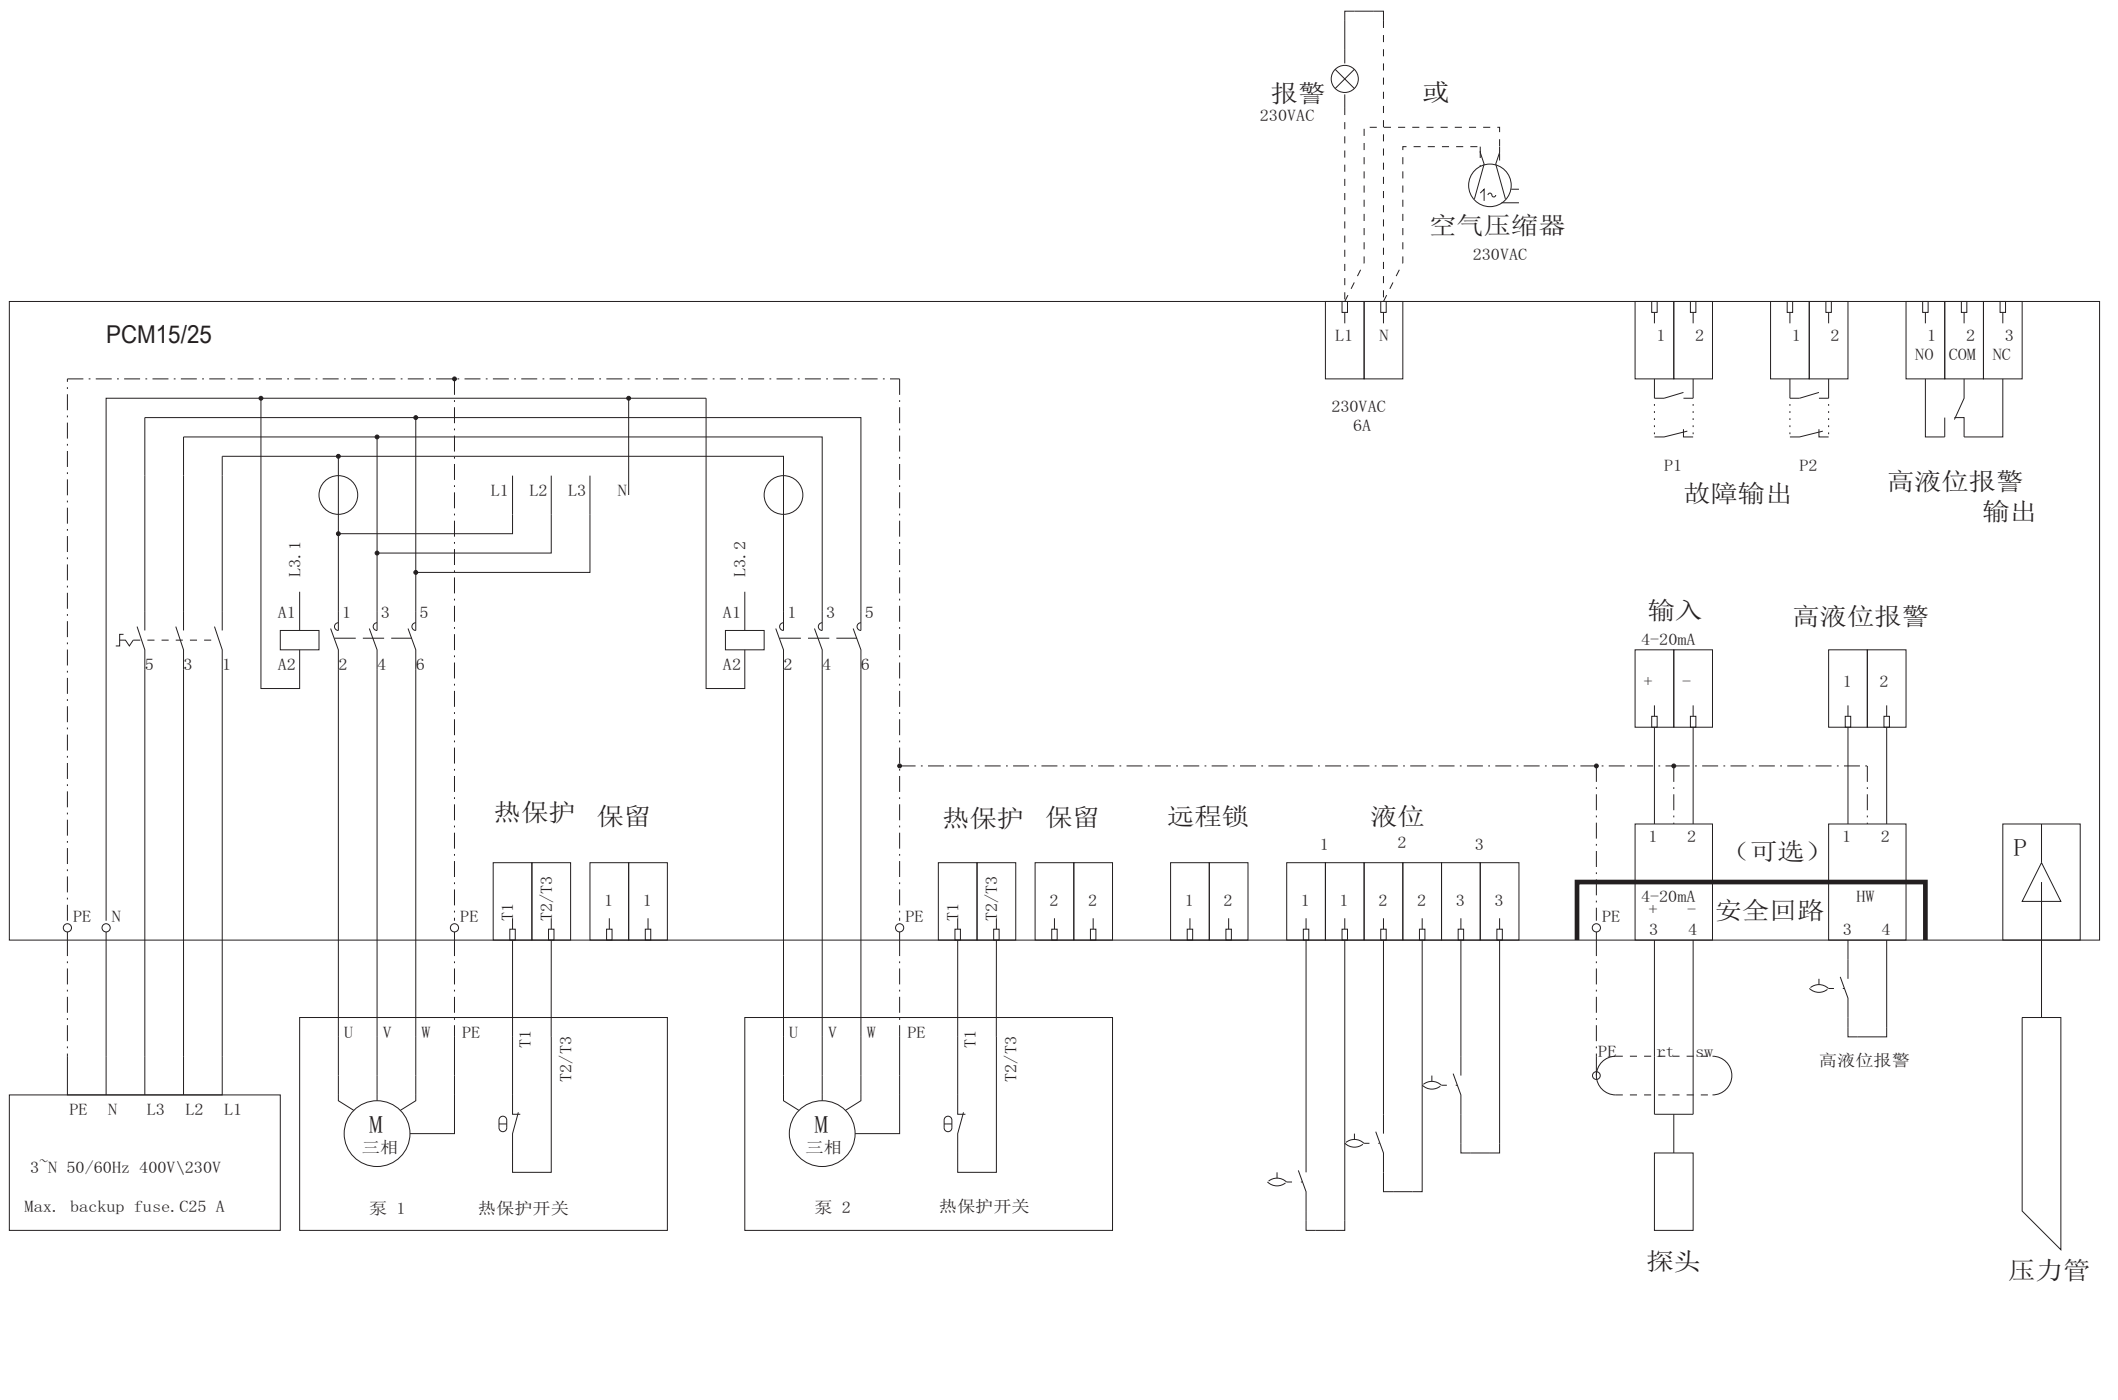 报警
230VAC
或
空气压缩器
230VAC
PCM15/25
L1 N
1 2
1 2
1 2 3
NO COM NC
230VAC
6A
P1
P2
故障输出
高液位报警
输出
L1 L2 L3 N
L3.1
L3.2
A1 1 3 5
A2 2 4 6
A1 1 3 5
A2 2 4 6
5 3 1
输入
4-20mA
+ −
高液位报警
1 2
热保护
保留
热保护
保留
远程锁
液位
1 2 3
1 2
（可选）
1 2
P
T1 T2/T3
1 1
T1 T2/T3
2 2
1 2
1 1 2 2 3 3
4-20mA
+ −
3 4
安全回路
HW
3 4
PE N
PE
PE
PE
U V W PE
T1
T2/T3
U V W PE
T1
T2/T3
PE rt sw
高液位报警
PE N L3 L2 L1
M
三相
θ
M
三相
θ
3~N 50/60Hz 400V\230V
Max. backup fuse.C25 A
泵 1
热保护开关
泵 2
热保护开关
1~
探头
压力管